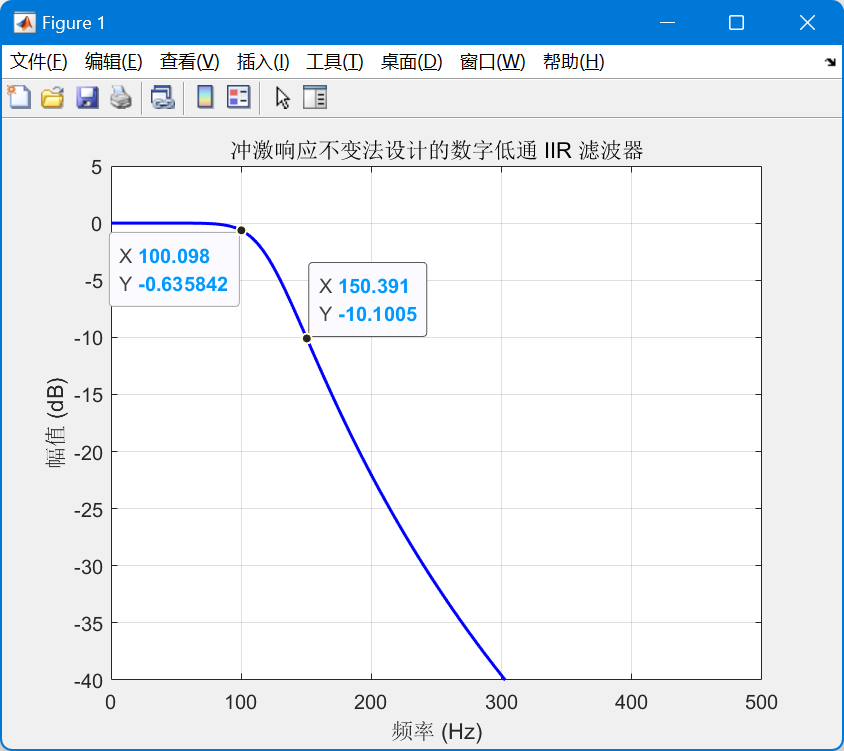 Figure 1
文件(F) 编辑(E) 查看(V) 插入(I) 工具(T) 桌面(D) 窗口(W) 帮助(H)
冲激响应不变法设计的数字低通 IIR 滤波器
5
0
-5
-10
-15
-20
-25
-30
-35
-40
幅值 (dB)
X 100.098
Y -0.635842
X 150.391
Y -10.1005
0 100 200 300 400 500
频率 (Hz)